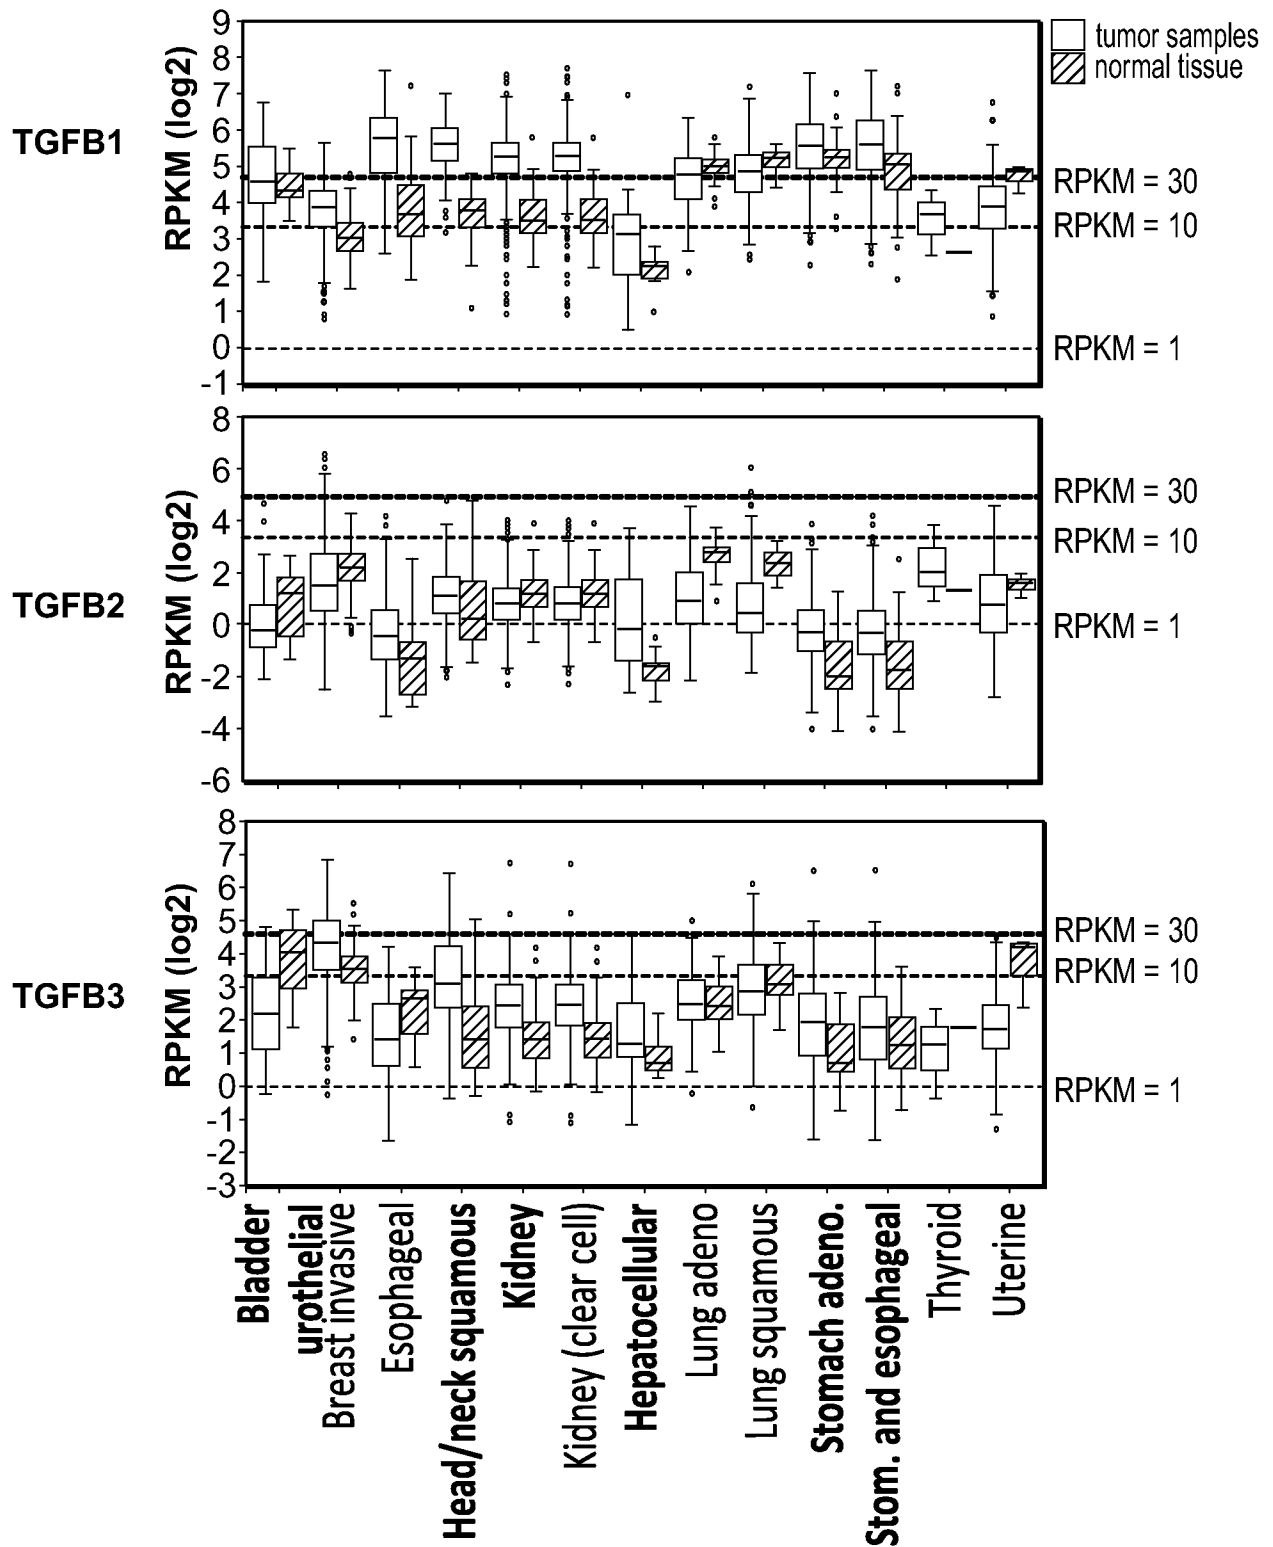 tumor samples
normal tissue
TGFB1
RPKM (log2)
9
8
7
6
5
4
3
2
1
0
-1
RPKM = 30
RPKM = 10
RPKM = 1
TGFB2
RPKM (log2)
8
6
4
2
0
-2
-4
-6
RPKM = 30
RPKM = 10
RPKM = 1
TGFB3
RPKM (log2)
8
7
6
5
4
3
2
1
0
-1
-2
-3
RPKM = 30
RPKM = 10
RPKM = 1
Bladder
urothelial
Breast invasive
Esophageal
Head/neck squamous
Kidney
Kidney (clear cell)
Hepatocellular
Lung adeno
Lung squamous
Stomach adeno.
Stom. and esophageal
Thyroid
Uterine